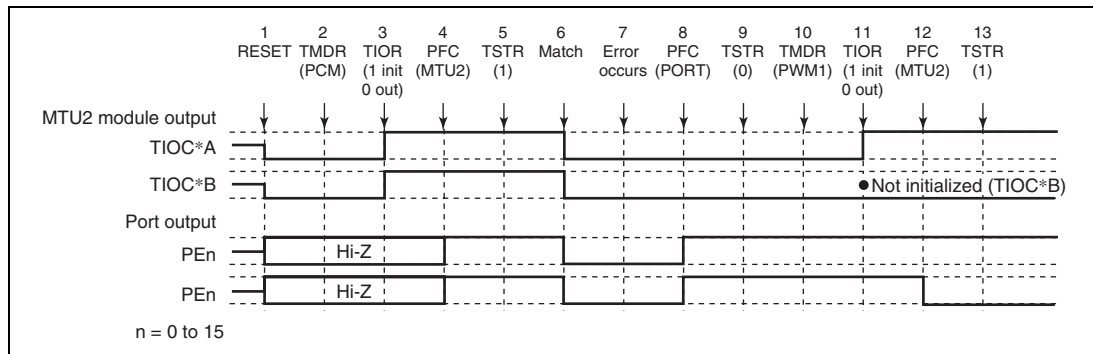 1 2 3 4 5 6 7 8 9 10 11 12 13
RESET TMDR TIOR PFC TSTR Match Error PFC TSTR TMDR TIOR PFC TSTR
(PCM) (1 init (MTU2) (1) occurs (PORT) (0) (PWM1) (1 init (MTU2) (1)
0 out) 0 out)
MTU2 module output
TIOC*A
TIOC*B ●Not initialized (TIOC*B)
Port output
PEn Hi-Z
PEn Hi-Z
n = 0 to 15